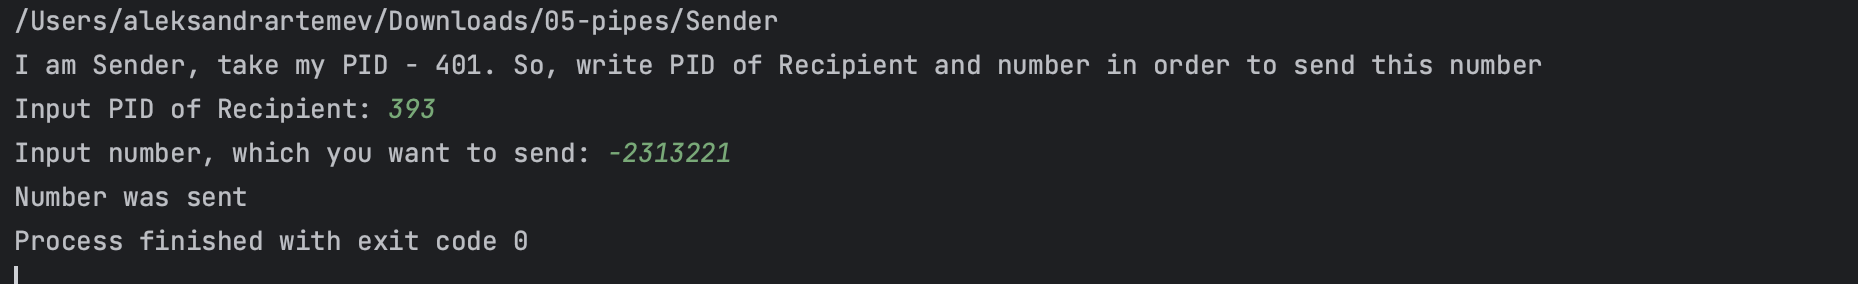 /Users/aleksandrartemev/Downloads/05-pipes/Sender
I am Sender, take my PID - 401. So, write PID of Recipient and number in order to send this number
Input PID of Recipient: 393
Input number, which you want to send: -2313221
Number was sent
Process finished with exit code 0